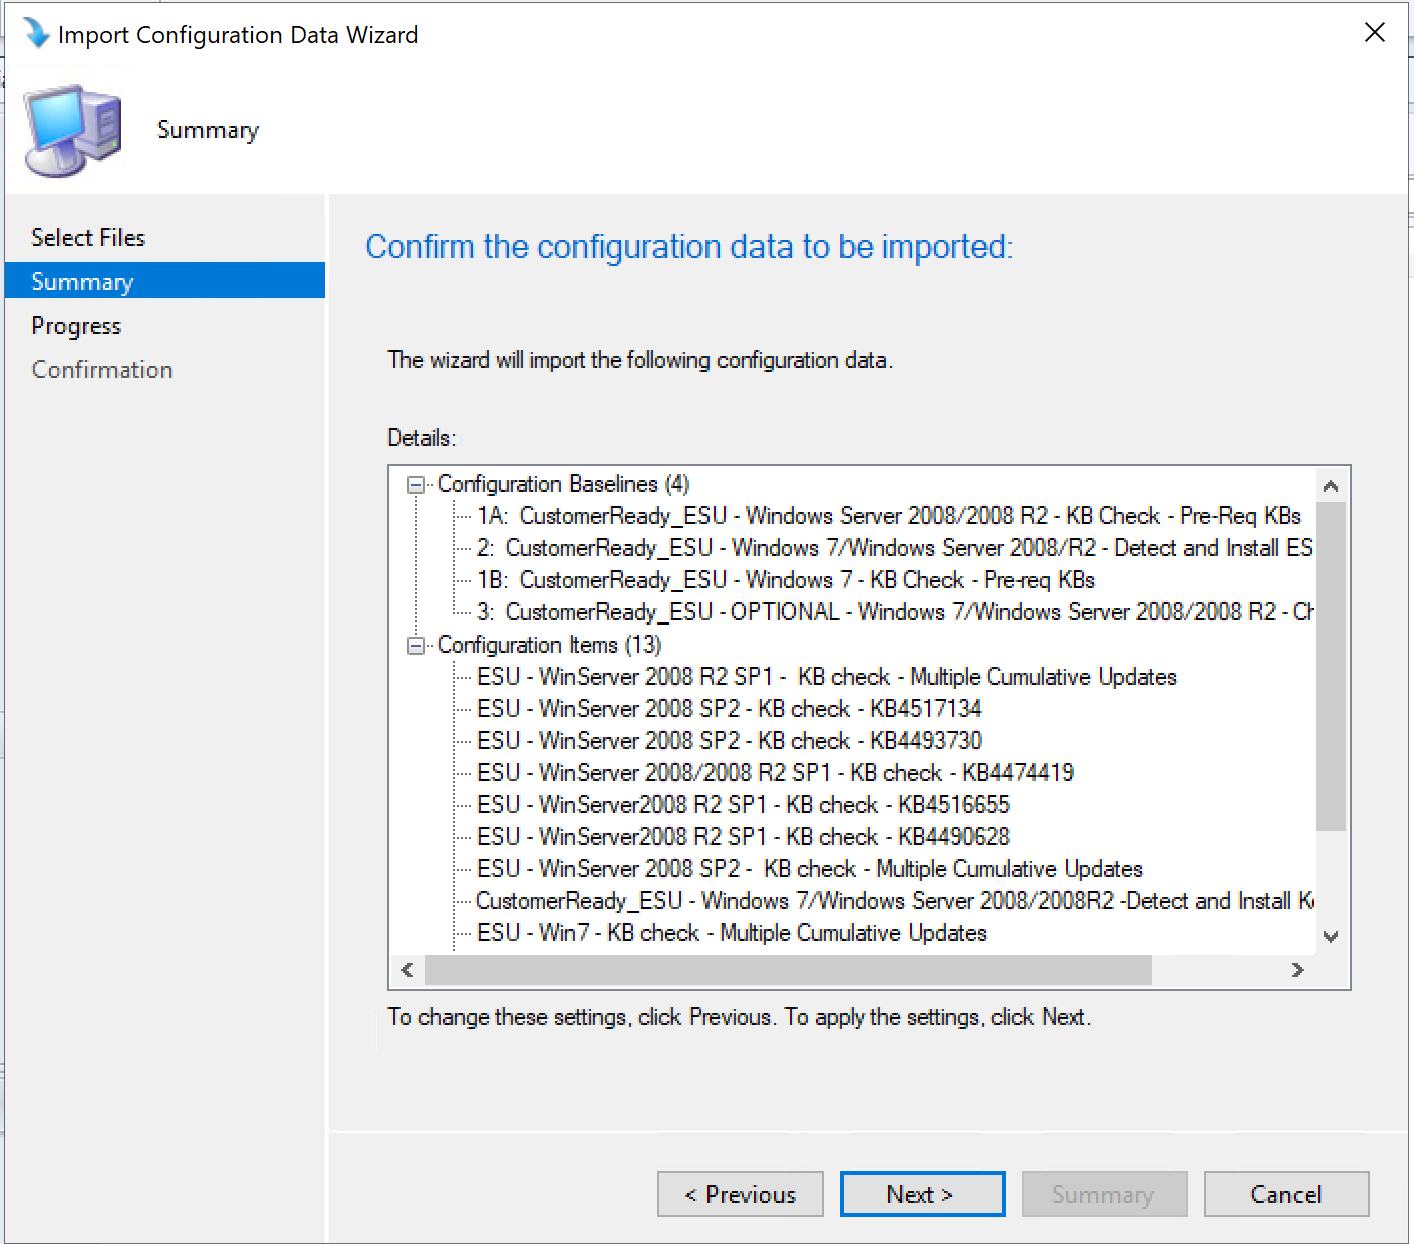 Import Configuration Data Wizard
Summary
Select Files
Summary
Progress
Confirmation
Confirm the configuration data to be imported:
The wizard will import the following configuration data.
Details:
Configuration Baselines (4)
1A:  CustomerReady_ESU - Windows Server 2008/2008 R2 - KB Check - Pre-Req KBs
2:  CustomerReady_ESU - Windows 7/Windows Server 2008/R2 - Detect and Install ES
1B:  CustomerReady_ESU - Windows 7 - KB Check - Pre-req KBs
3:  CustomerReady_ESU - OPTIONAL - Windows 7/Windows Server 2008/2008 R2 - Ch
Configuration Items (13)
ESU - WinServer 2008 R2 SP1 -  KB check - Multiple Cumulative Updates
ESU - WinServer 2008 SP2 - KB check - KB4517134
ESU - WinServer 2008 SP2 - KB check - KB4493730
ESU - WinServer 2008/2008 R2 SP1 - KB check - KB4474419
ESU - WinServer2008 R2 SP1 - KB check - KB4516655
ESU - WinServer2008 R2 SP1 - KB check - KB4490628
ESU - WinServer 2008 SP2 -  KB check - Multiple Cumulative Updates
CustomerReady_ESU - Windows 7/Windows Server 2008/2008R2 -Detect and Install
ESU - Win7 - KB check - Multiple Cumulative Updates
To change these settings, click Previous. To apply the settings, click Next.
< Previous
Next >
Summary
Cancel